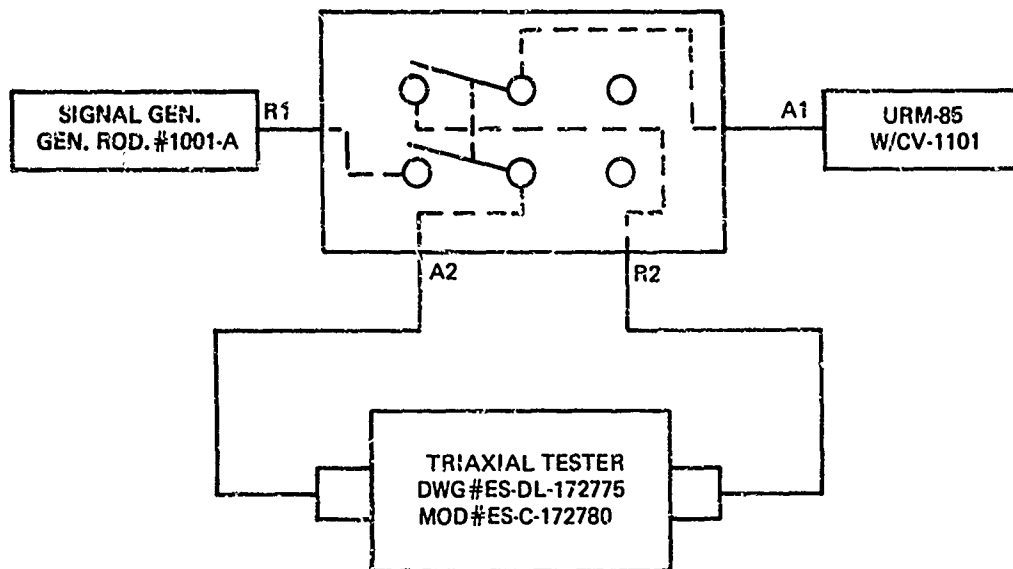 SIGNAL GEN.
GEN. ROD. #1001-A
R1
A1
URM-85
W/CV-1101
A2
R2
TRIAXIAL TESTER
DWG#ES-DL-172775
MOD#ES-C-172780